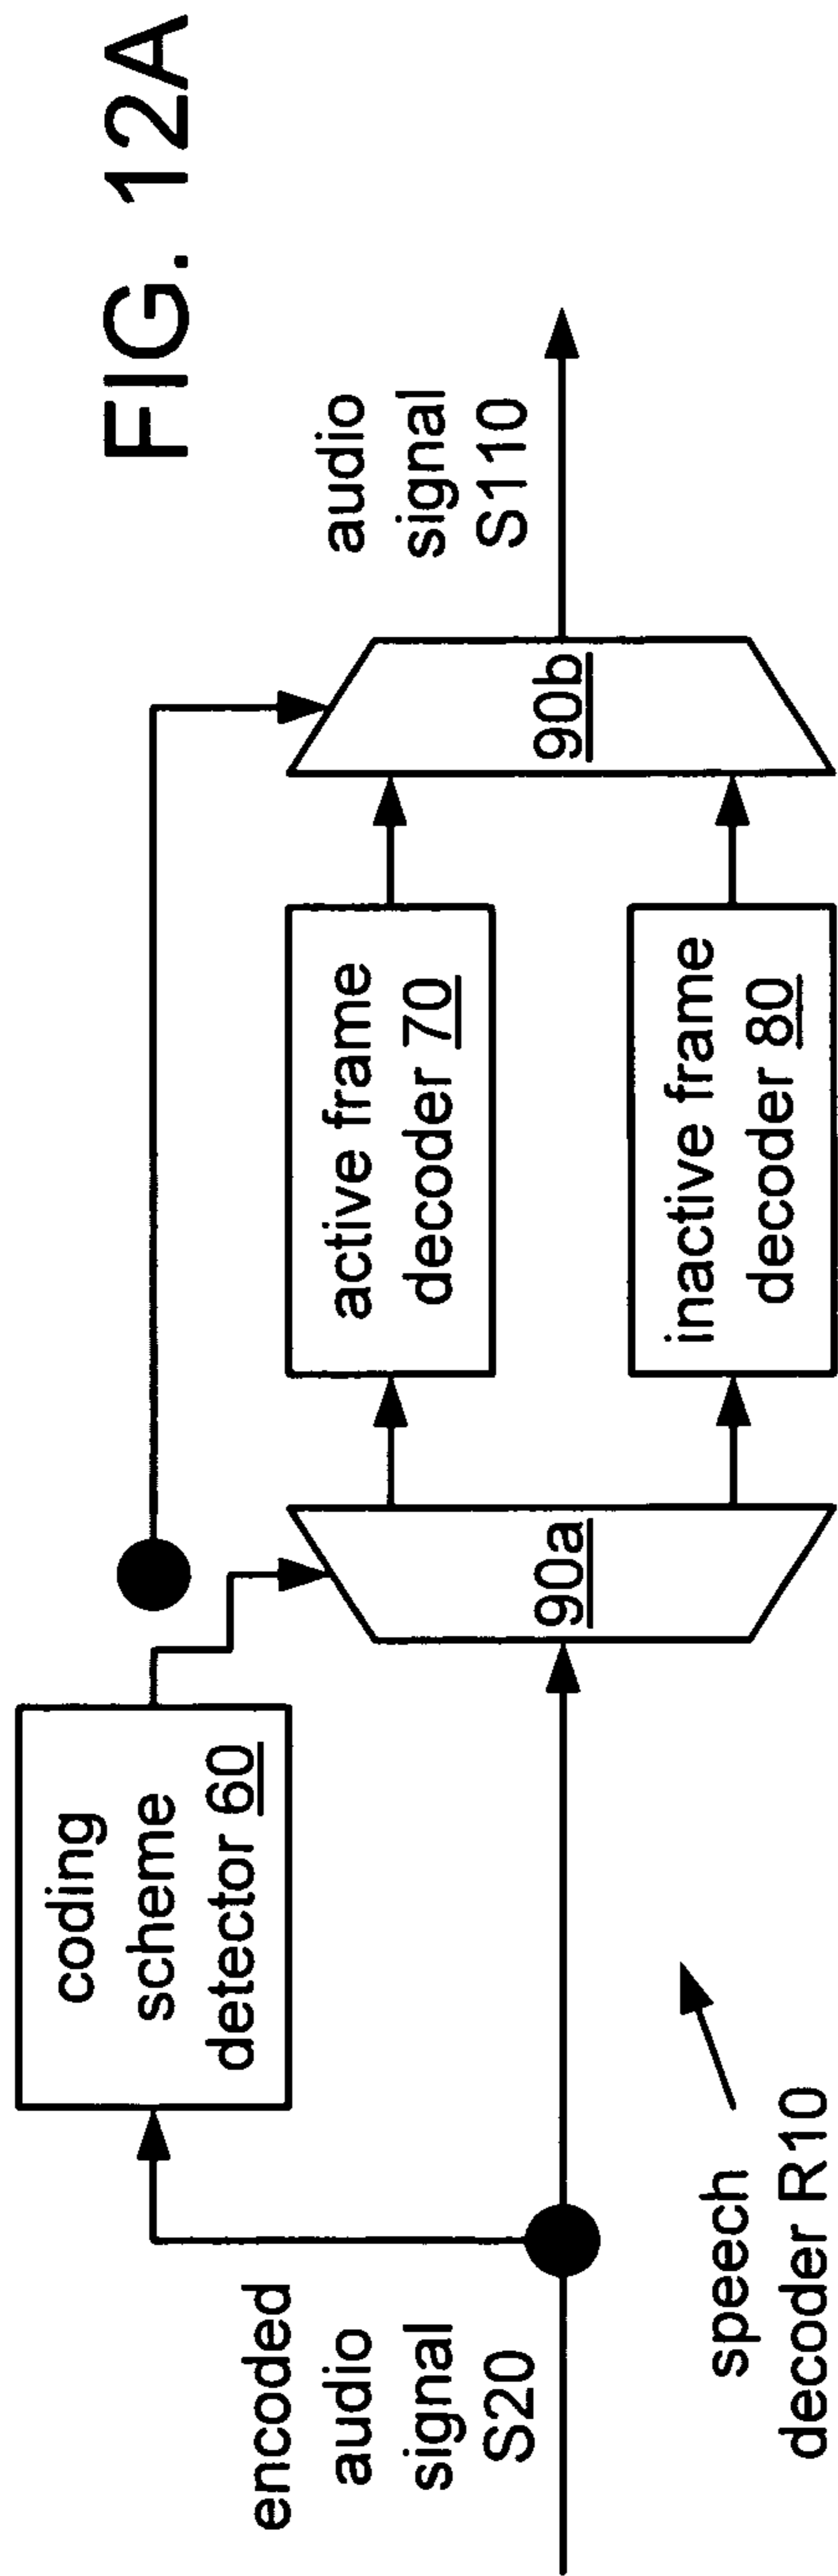 FIG. 12A
encoded
audio
signal
S20
coding
scheme
detector 60
90a
active frame
decoder 70
inactive frame
decoder 80
90b
audio
signal
S110
speech
decoder R10